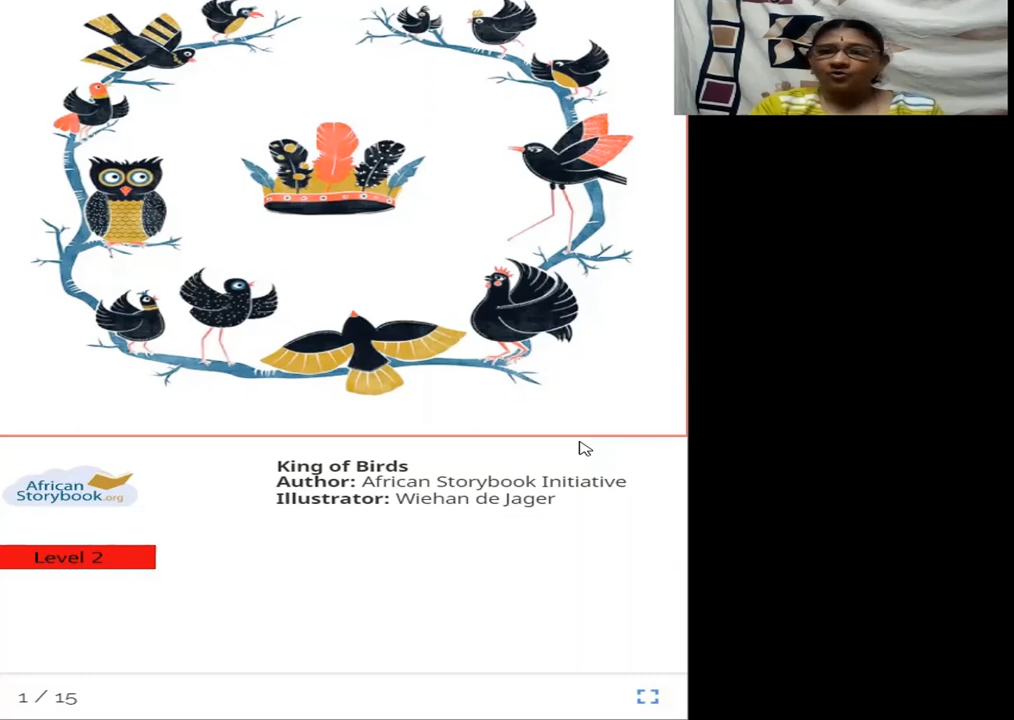 King of Birds
Author: African Storybook Initiative
Illustrator: Wiehan de Jager
African
Storybook.org
Level 2
1 / 15